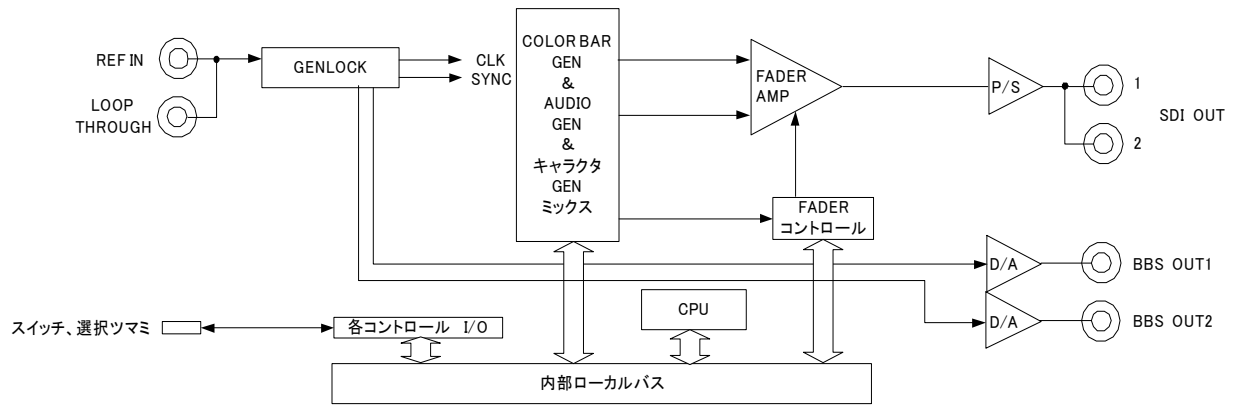 REF IN
LOOP
THROUGH
GENLOCK
CLK
SYNC
COLOR BAR
GEN
&
AUDIO
GEN
&
キャラクタ
GEN
ミックス
FADER
AMP
P/S
1
SDI OUT
2
FADER
コントロール
D/A
BBS OUT1
D/A
BBS OUT2
CPU
スイッチ、選択ツマミ
各コントロール I/O
内部ローカルバス